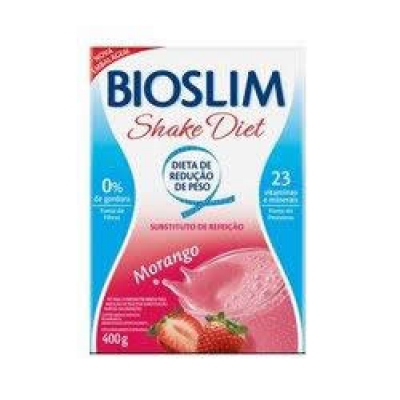 NOVA
EMBALAGEM
BIOSLIM
Shake Diet
DIETA DE
REDUÇÃO
DE PESO
0%
de gordura
Fonte de
Fibras
23
vitaminas
e minerais
Fonte de
Proteínas
SUBSTITUTO DE REFEIÇÃO
Morango
400g